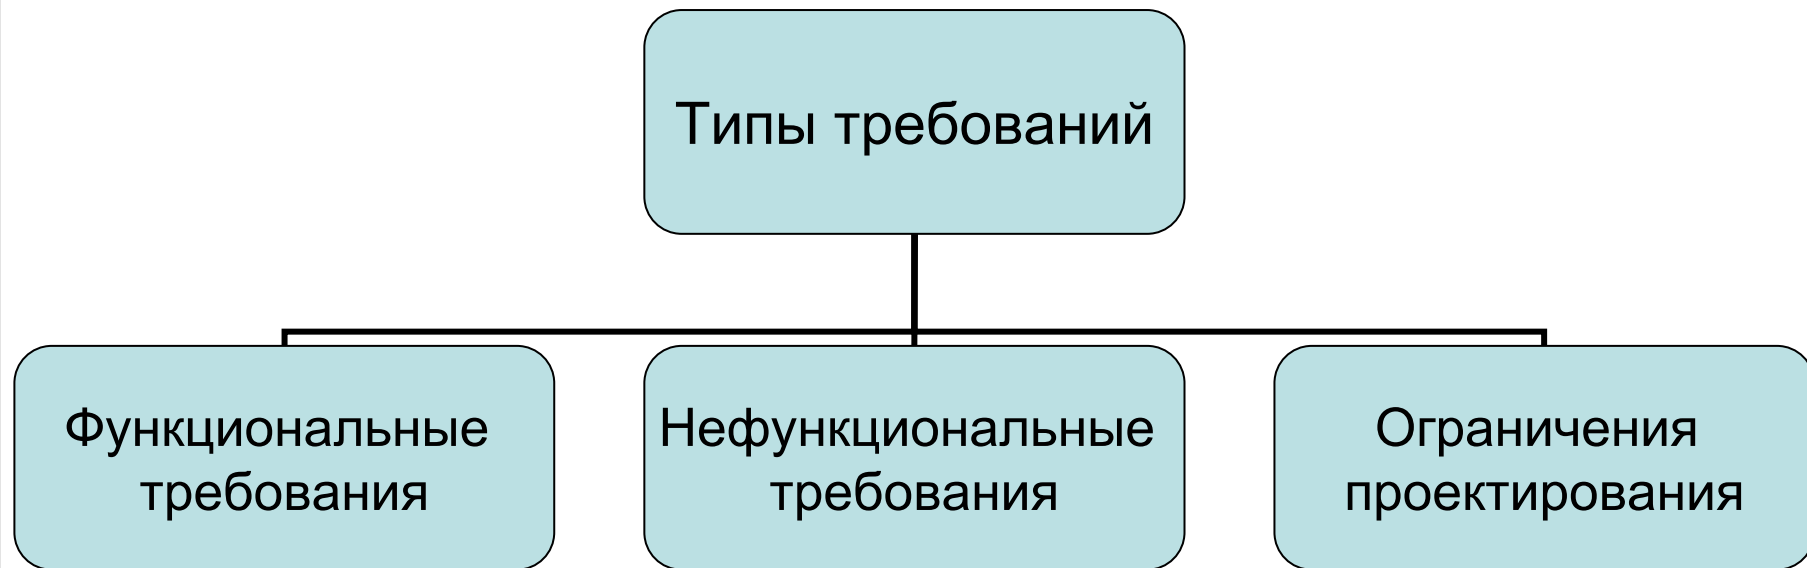 Типы требований
Функциональные
требования
Нефункциональные
требования
Ограничения
проектирования